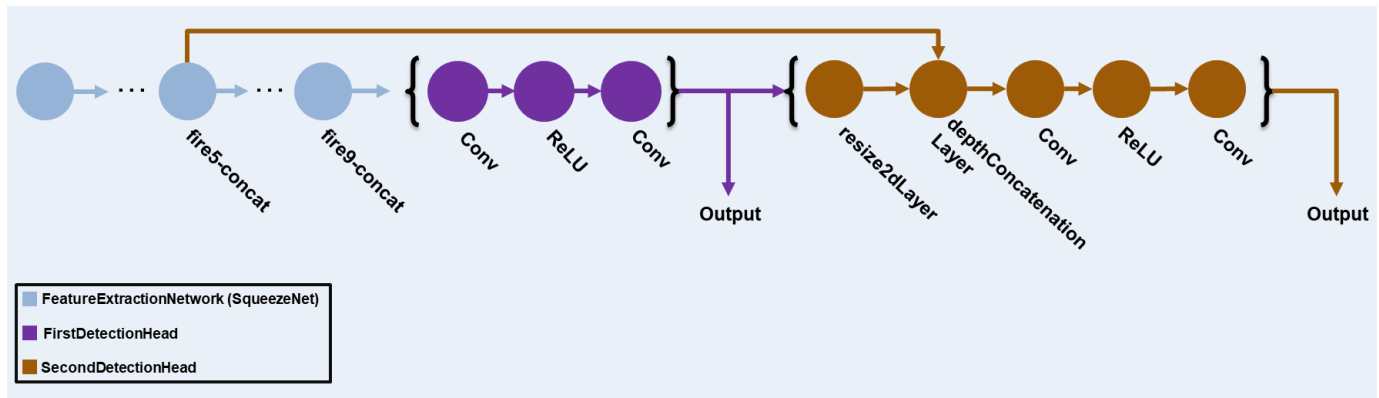 ...
...
fire5-concat
fire9-concat
Conv
ReLU
Conv
resize2dLayer
depthConcatenation
Layer
Conv
ReLU
Conv
Output
Output
FeatureExtractionNetwork (SqueezeNet)
FirstDetectionHead
SecondDetectionHead